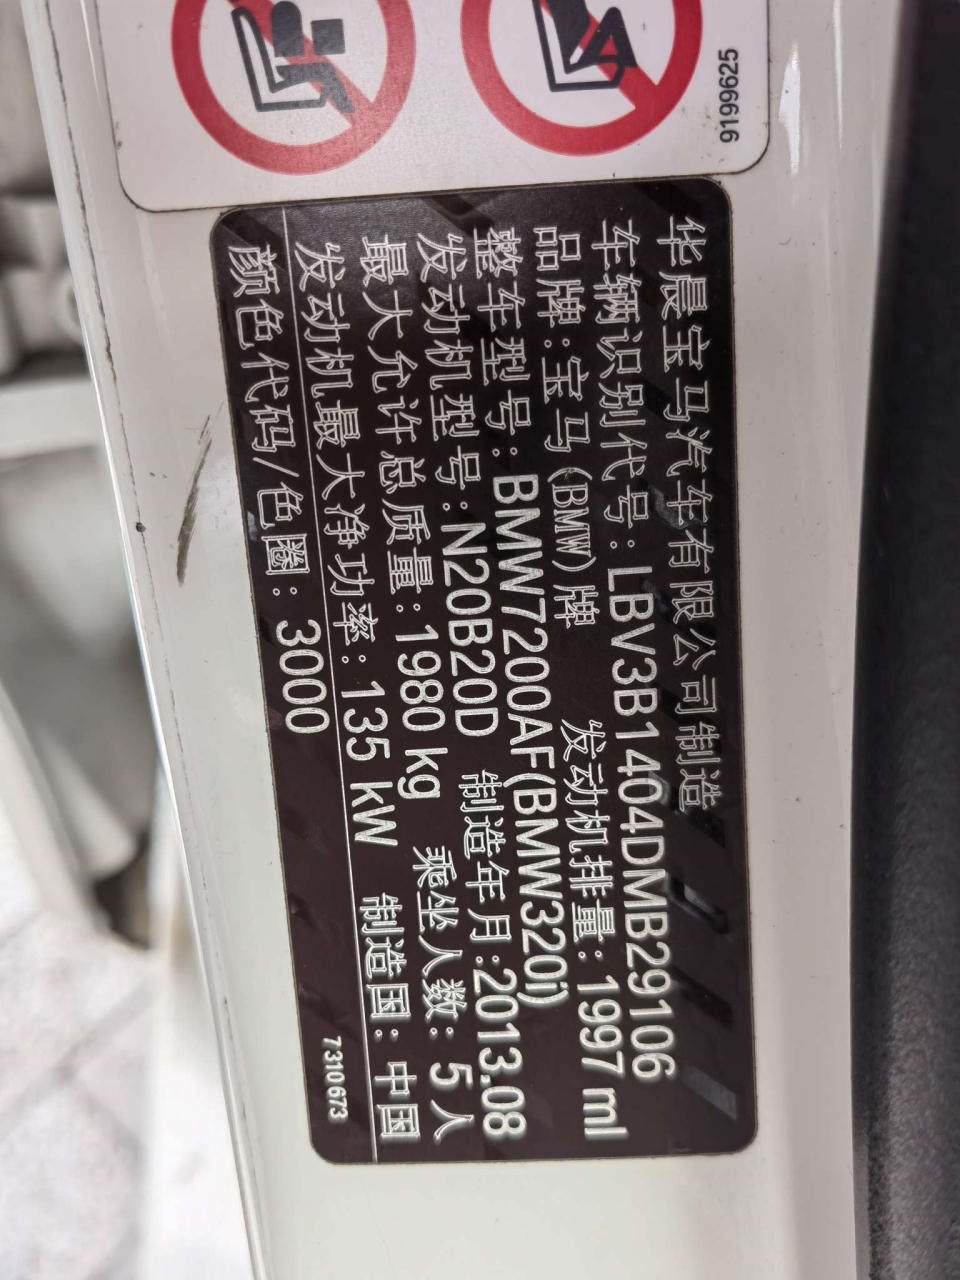 9199625
华晨宝马汽车有限公司制造
车辆识别代号：LBV3B1404DMB29106
品牌：宝马（BMW）牌 发动机排量：1997 ml
整车型号：BMW7200AF(BMW320i)
发动机型号：N20B20D 制造年月：2013.08
最大允许总质量：1980 kg 乘坐人数：5人
发动机最大净功率：135 kW 制造国：中国
颜色代码/色圈：3000
7310673